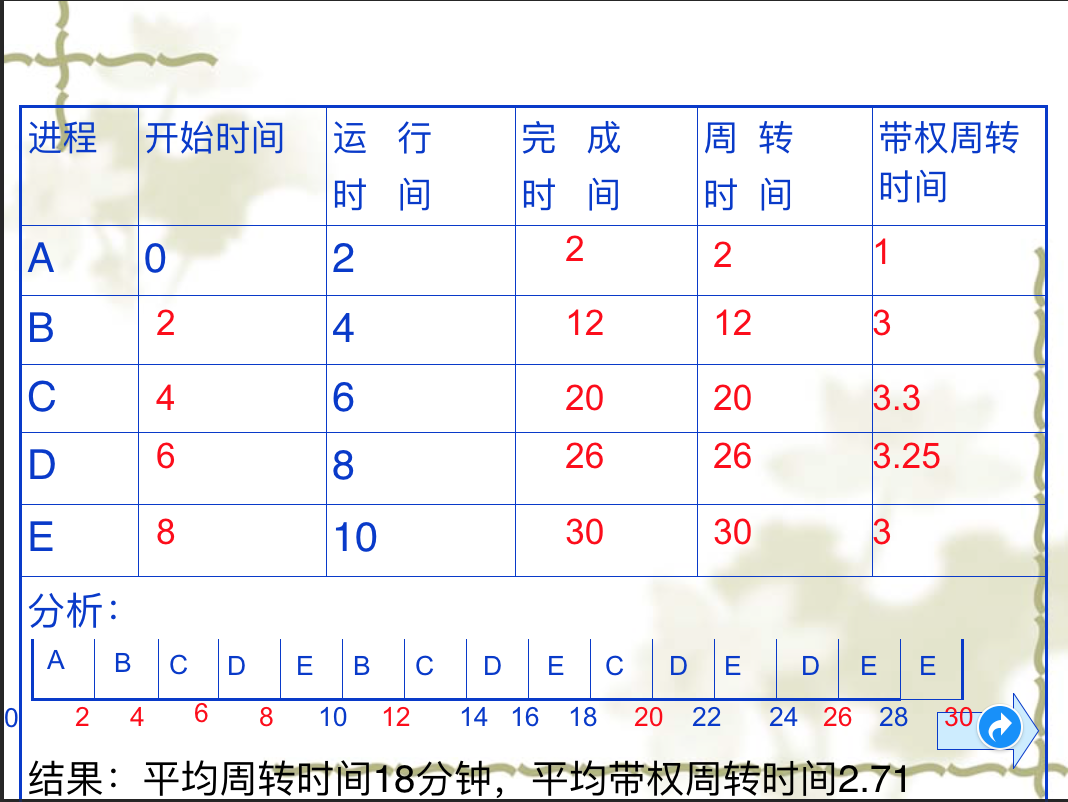 进程 开始时间 运 行 时 间 完 成 时 间 周 转 时 间 带权周转时间
A 0 2 2 2 1
B 2 4 12 12 3
C 4 6 20 20 3.3
D 6 8 26 26 3.25
E 8 10 30 30 3
分析：
A B C D E B C D E C D E D E E
0 2 4 6 8 10 12 14 16 18 20 22 24 26 28 30
结果：平均周转时间18分钟，平均带权周转时间2.71